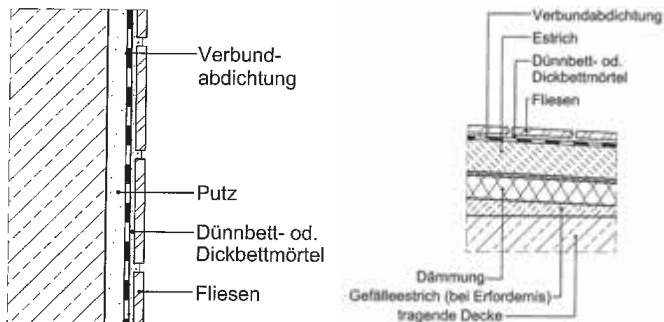 Verbund-
abdichtung
Putz
Dünnbett- od.
Dickbettmörtel
Fliesen
Verbundabdichtung
Estrich
Dünnbett- od.
Dickbettmörtel
Fliesen
Dämmung
Gefälleestrich (bei Erfordernis)
tragende Decke